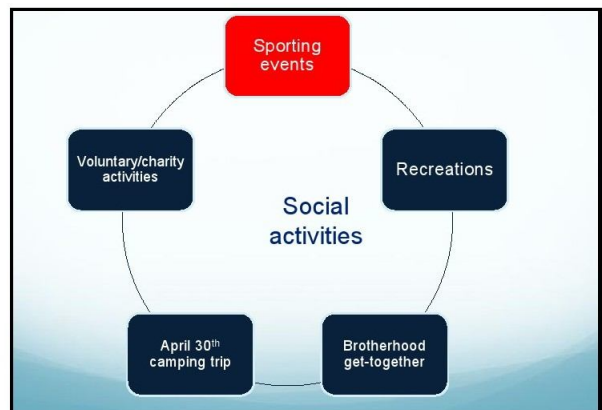 Sporting
events
Voluntary/charity
activities
Recreations
Social
activities
April 30th
camping trip
Brotherhood
get-together